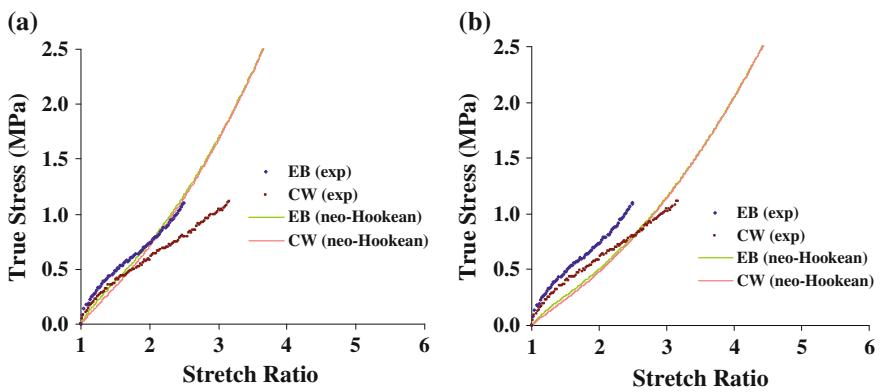 (a)
True Stress (MPa)
2.5
2.0
1.5
1.0
0.5
0.0
1 2 3 4 5 6
Stretch Ratio
EB (exp)
CW (exp)
EB (neo-Hookean)
CW (neo-Hookean)
(b)
True Stress (MPa)
2.5
2.0
1.5
1.0
0.5
0.0
1 2 3 4 5 6
Stretch Ratio
EB (exp)
CW (exp)
EB (neo-Hookean)
CW (neo-Hookean)